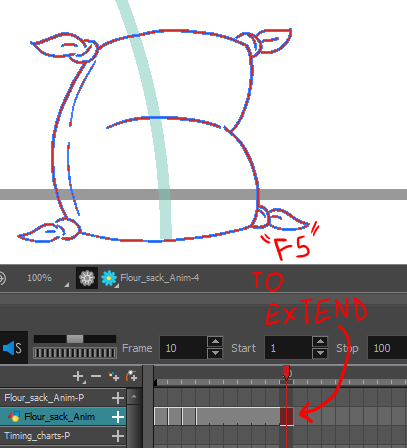 "F5"
100%
Flour_sack_Anim-4
TO
EXTEND
S
Frame 10 Start 1 Stop 100
Flour_sack_Anim-P
Flour_sack_Anim
Timing_charts-P